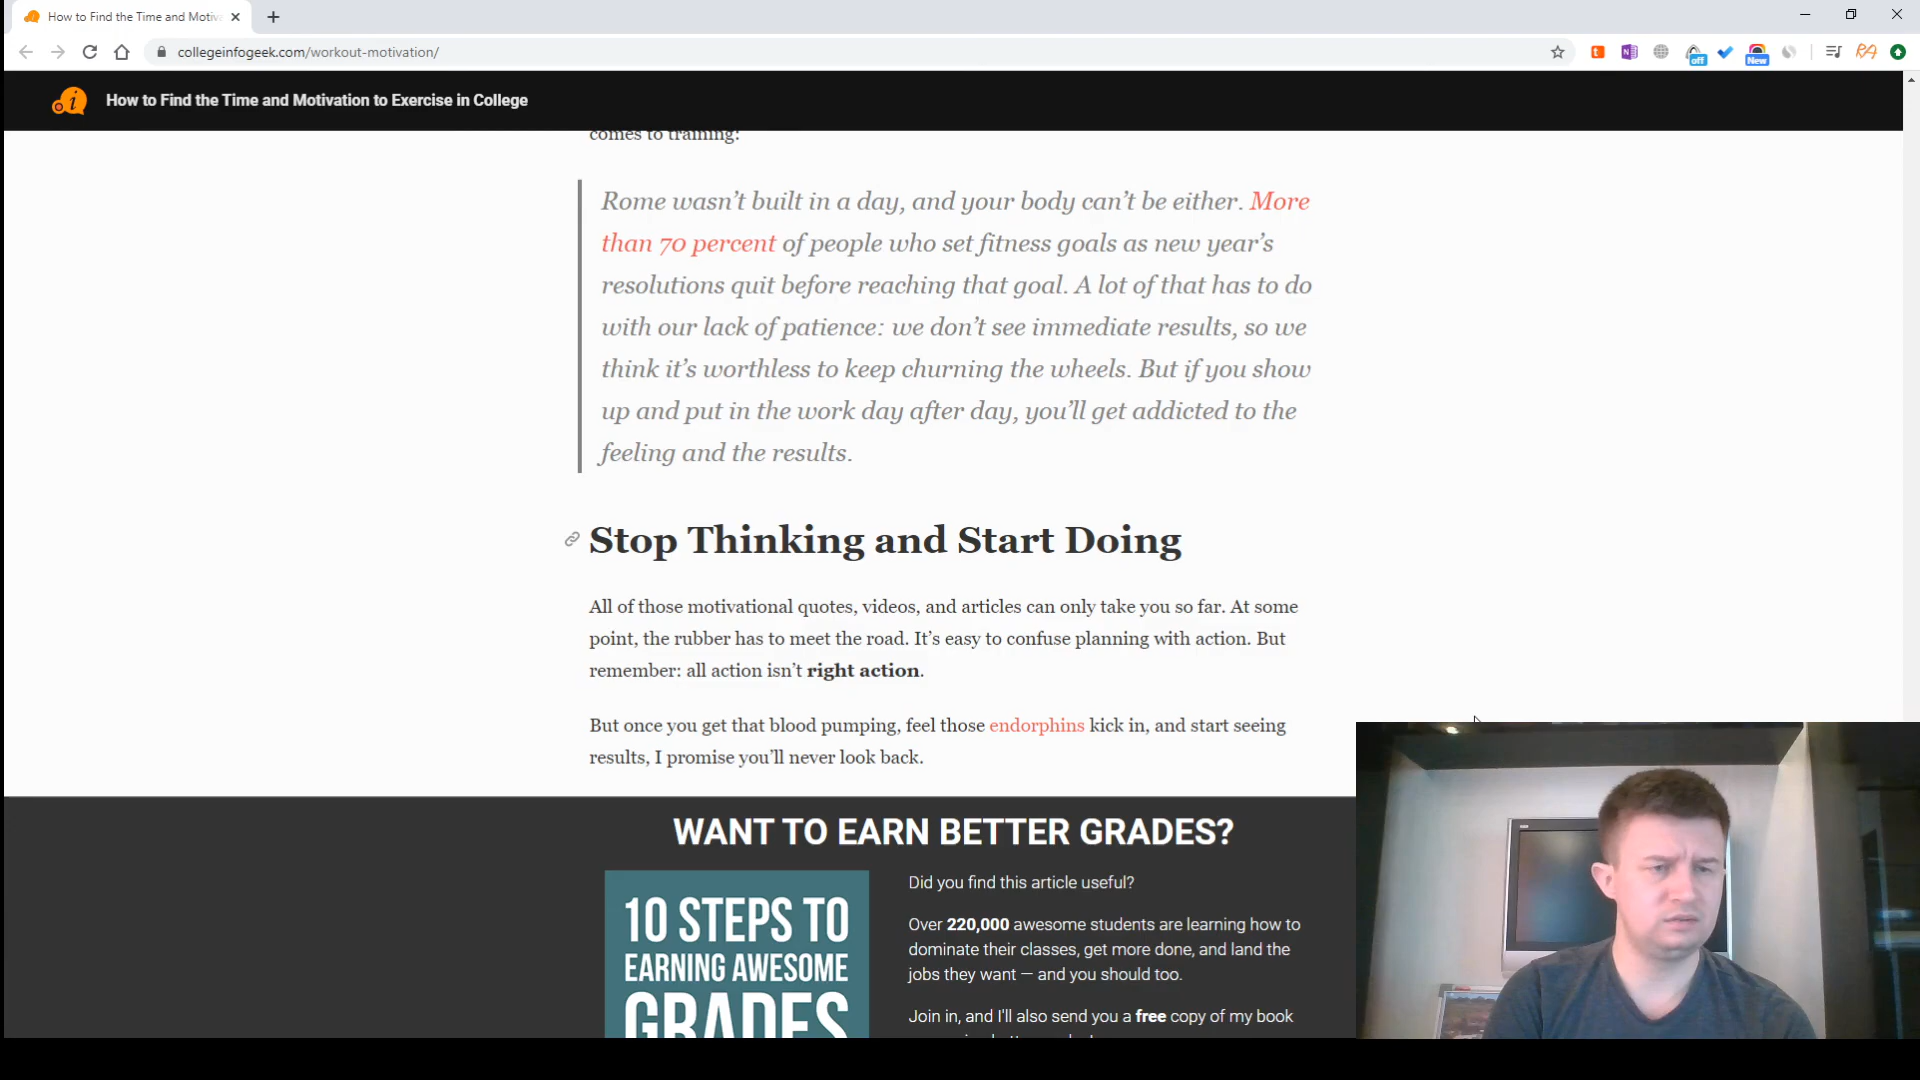 How to Find the Time and Motiv
collegeinfogeek.com/workout-motivation/
off
New
How to Find the Time and Motivation to Exercise in College
comes to training:
Rome wasn't built in a day, and your body can't be either. More
than 70 percent of people who set fitness goals as new year's
resolutions quit before reaching that goal. A lot of that has to do
with our lack of patience: we don't see immediate results, so we
think it's worthless to keep churning the wheels. But if you show
up and put in the work day after day, you'll get addicted to the
feeling and the results.
Stop Thinking and Start Doing
All of those motivational quotes, videos, and articles can only take you so far. At some
point, the rubber has to meet the road. It's easy to confuse planning with action. But
remember: all action isn't right action.
But once you get that blood pumping, feel those endorphins kick in, and start seeing
results, I promise you'll never look back.
WANT TO EARN BETTER GRADES?
10 STEPS TO
EARNING AWESOME
GRADES
Did you find this article useful?
Over 220,000 awesome students are learning how to
dominate their classes, get more done, and land the
jobs they want — and you should too.
Join in, and I'll also send you a free copy of my book